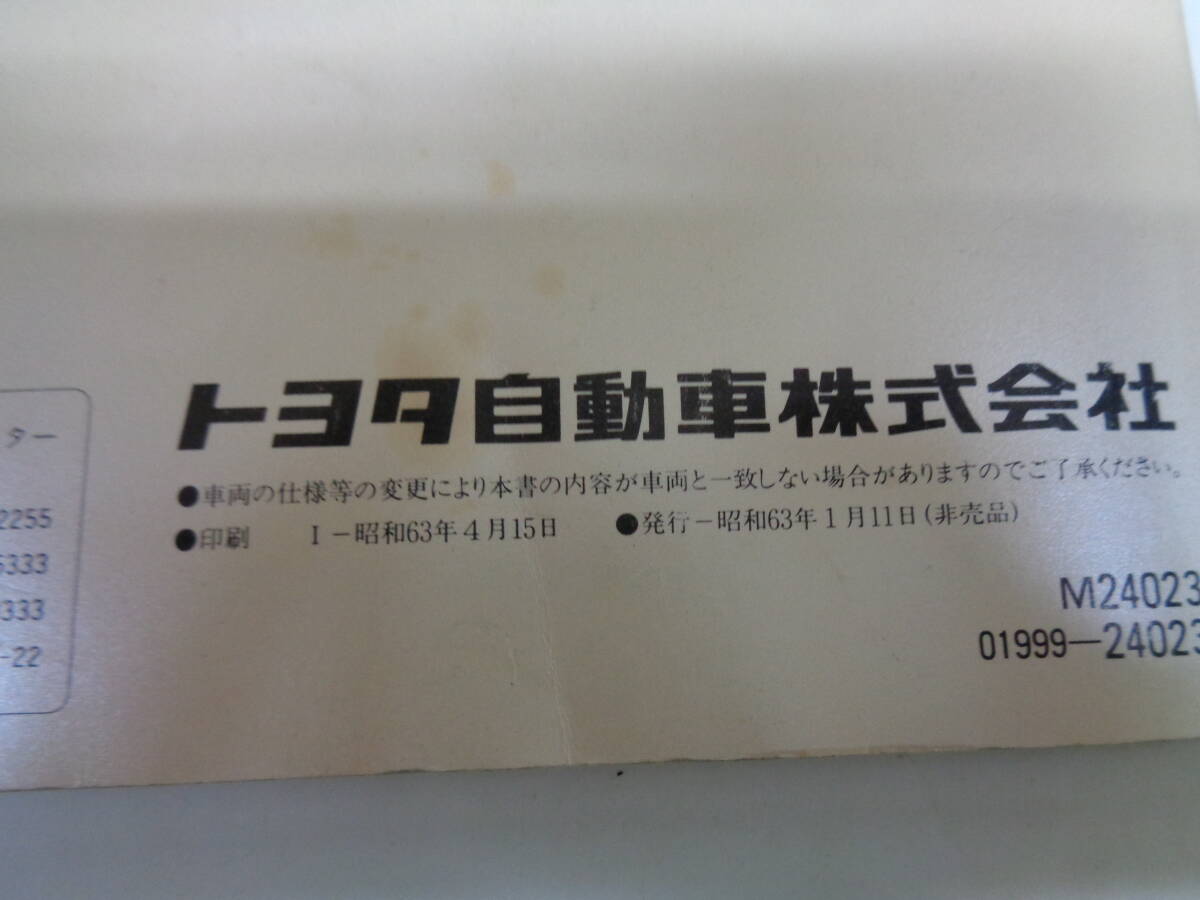 トヨタ自動車株式会社
●車両の仕様等の変更により本書の内容が車両と一致しない場合がありますのでご了承ください。
●印刷 I－昭和63年4月15日 ●発行－昭和63年1月11日(非売品)
M24023
01999－24023
ター
2255
333
-22